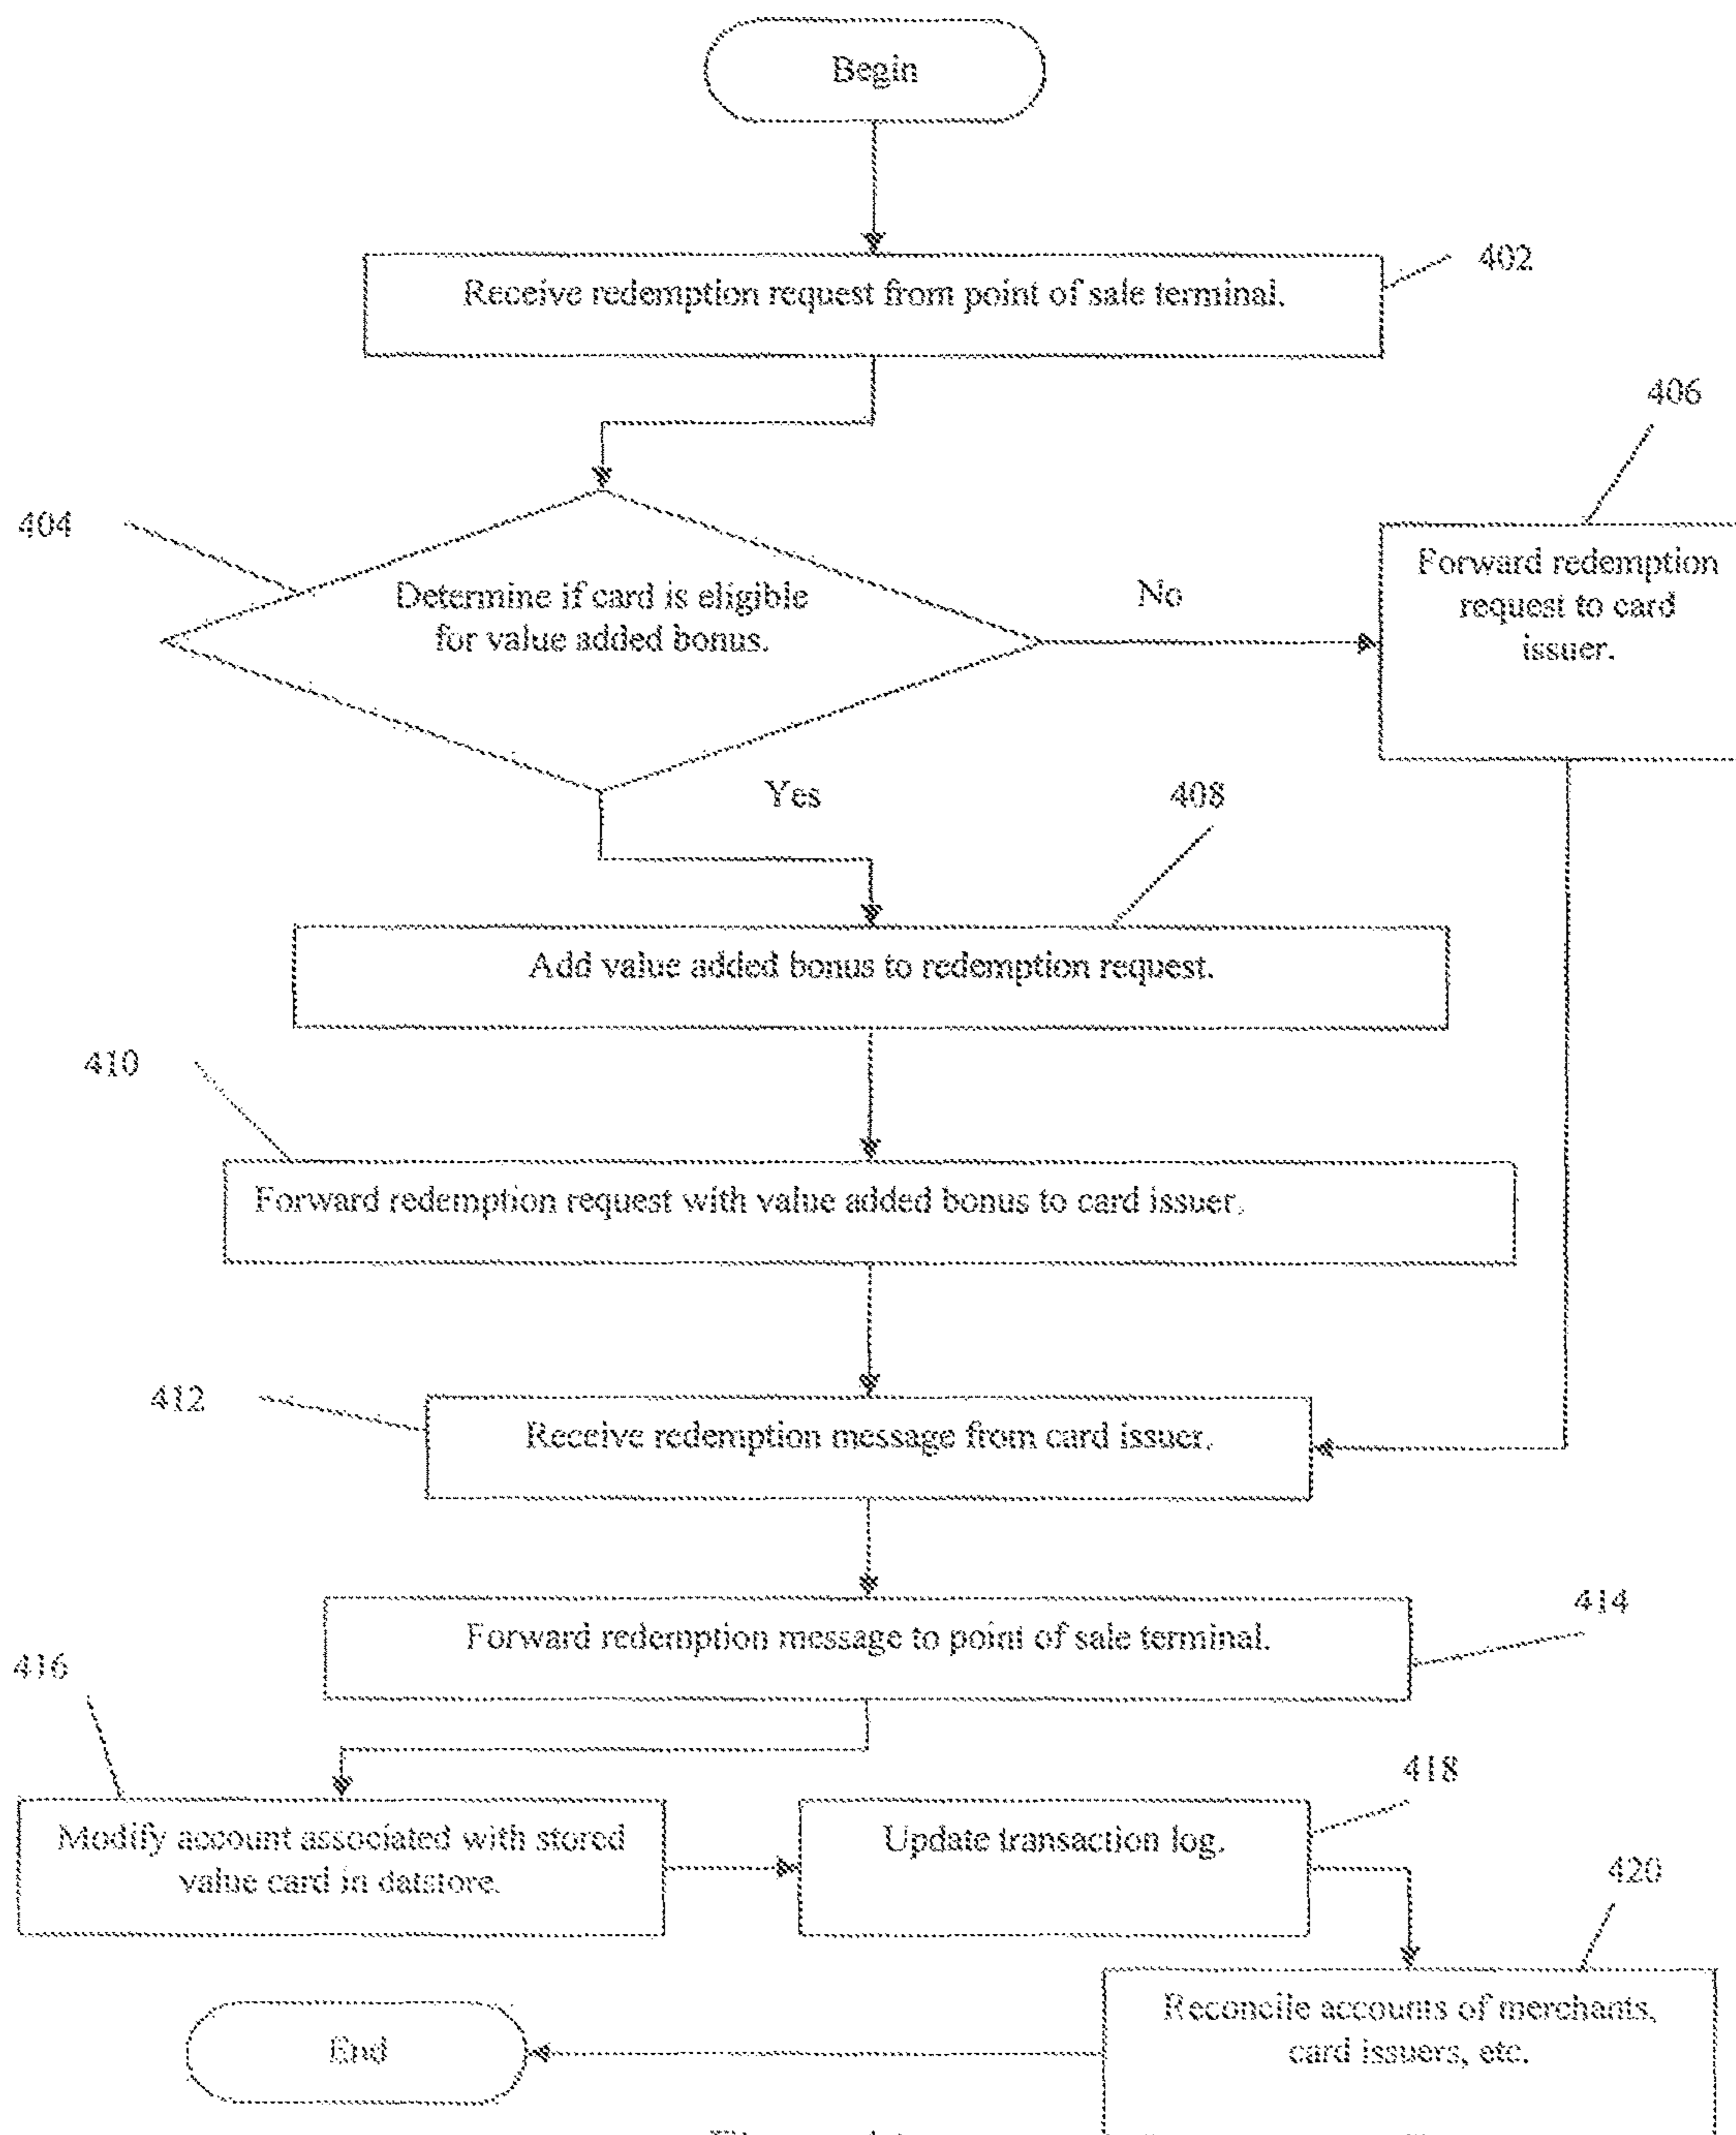 Begin
402
Receive redemption request from point of sale terminal.
406
404
Determine if card is eligible
for value added bonus.
No
Forward redemption
request to card
issuer.
Yes
408
Add value added bonus to redemption request.
410
Forward redemption request with value added bonus to card issuer.
412
Receive redemption message from card issuer.
414
Forward redemption message to point of sale terminal.
416
418
Modify account associated with stored
value card in datstore.
Update transaction log.
420
Reconcile accounts of merchants,
card issuers, etc.
End